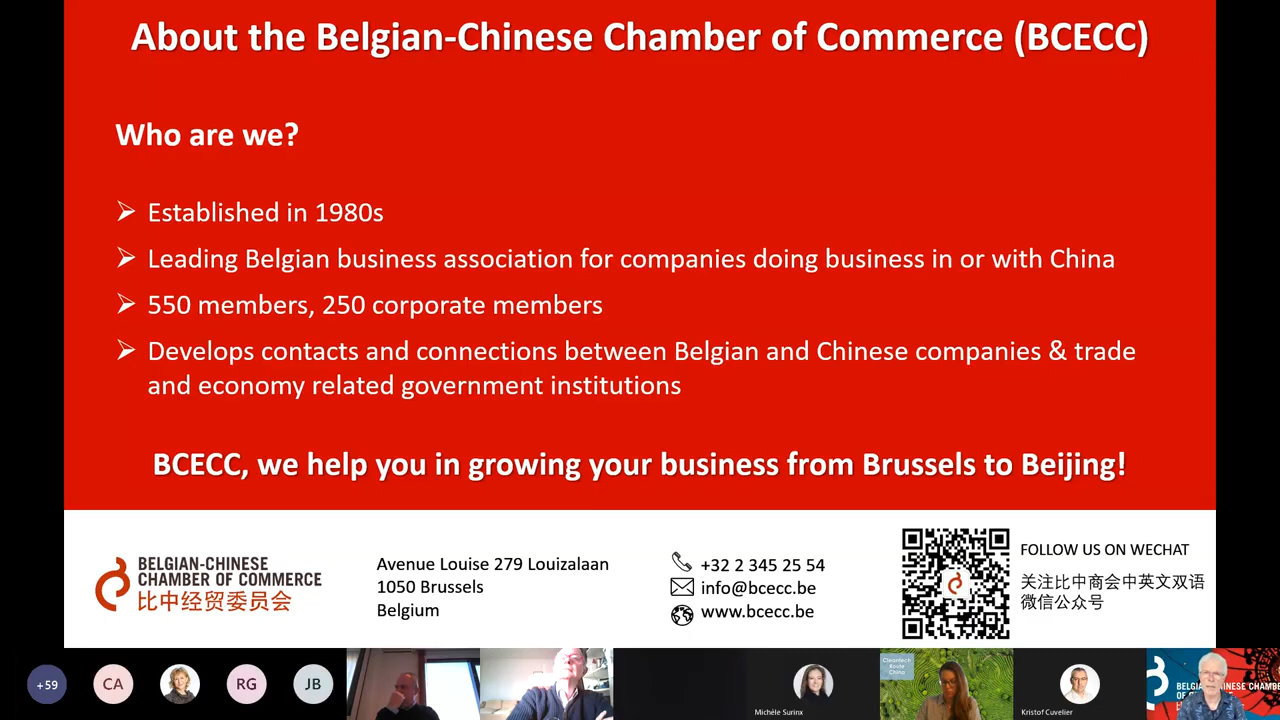 About the Belgian-Chinese Chamber of Commerce (BCECC)
Who are we?
Established in 1980s
Leading Belgian business association for companies doing business in or with China
550 members, 250 corporate members
Develops contacts and connections between Belgian and Chinese companies & trade
and economy related government institutions
BCECC, we help you in growing your business from Brussels to Beijing!
BELGIAN-CHINESE
CHAMBER OF COMMERCE
比中经贸委员会
Avenue Louise 279 Louizalaan
1050 Brussels
Belgium
+32 2 345 25 54
info@bcecc.be
www.bcecc.be
FOLLOW US ON WECHAT
关注比中商会中英文双语
微信公众号
+59
CA
RG
JB
Michèle Surinx
Cleantech
Route
China
Kristof Cuvelier